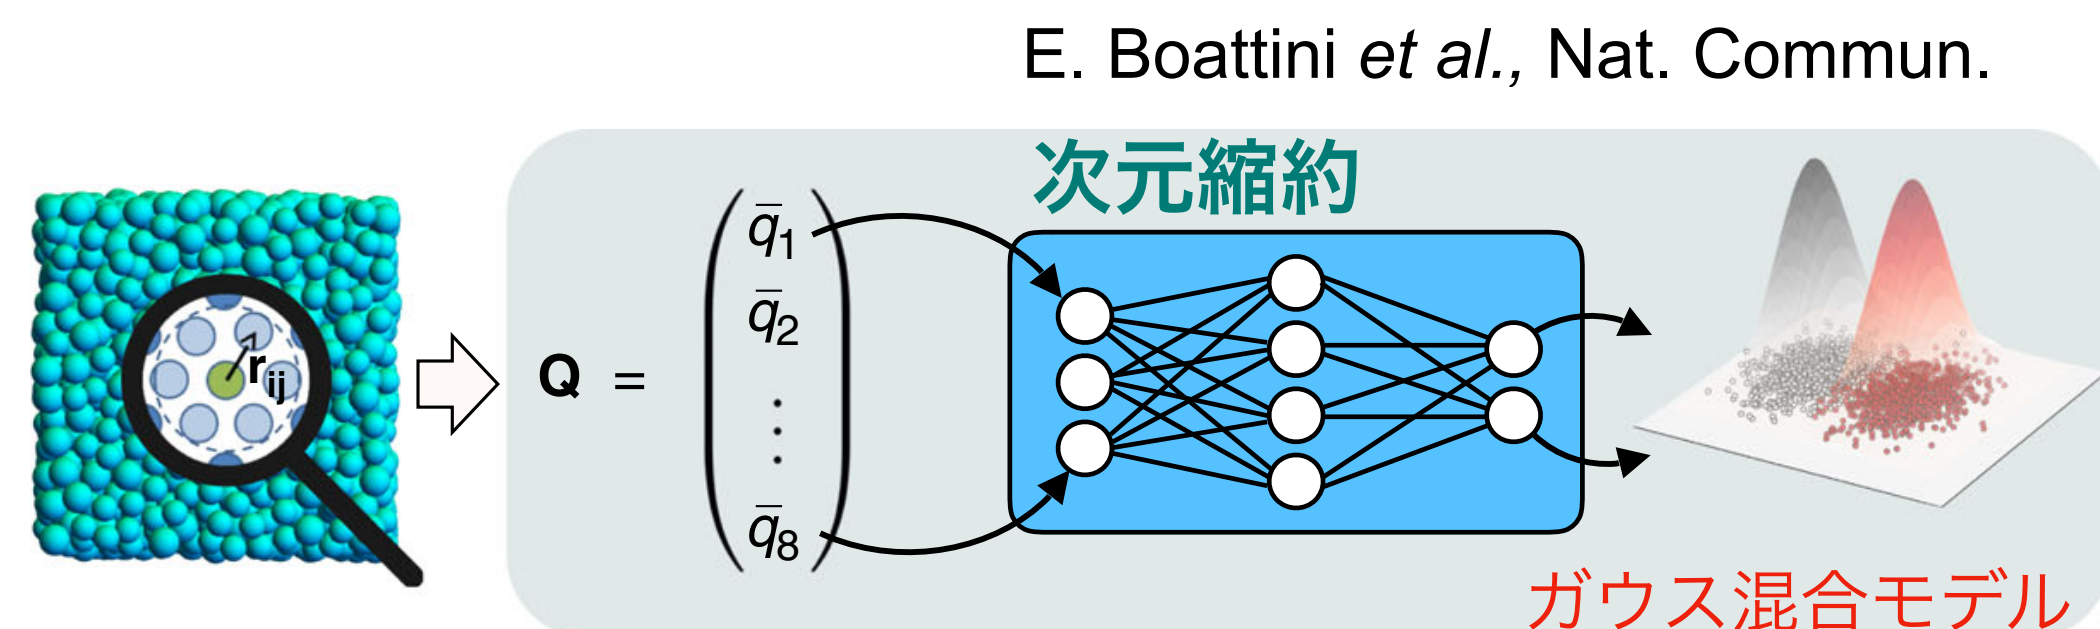 E. Boattini et al., Nat. Commun.
次元縮約
r_ij
Q =
q̅1
q̅2
⋮
q̅8
ガウス混合モデル